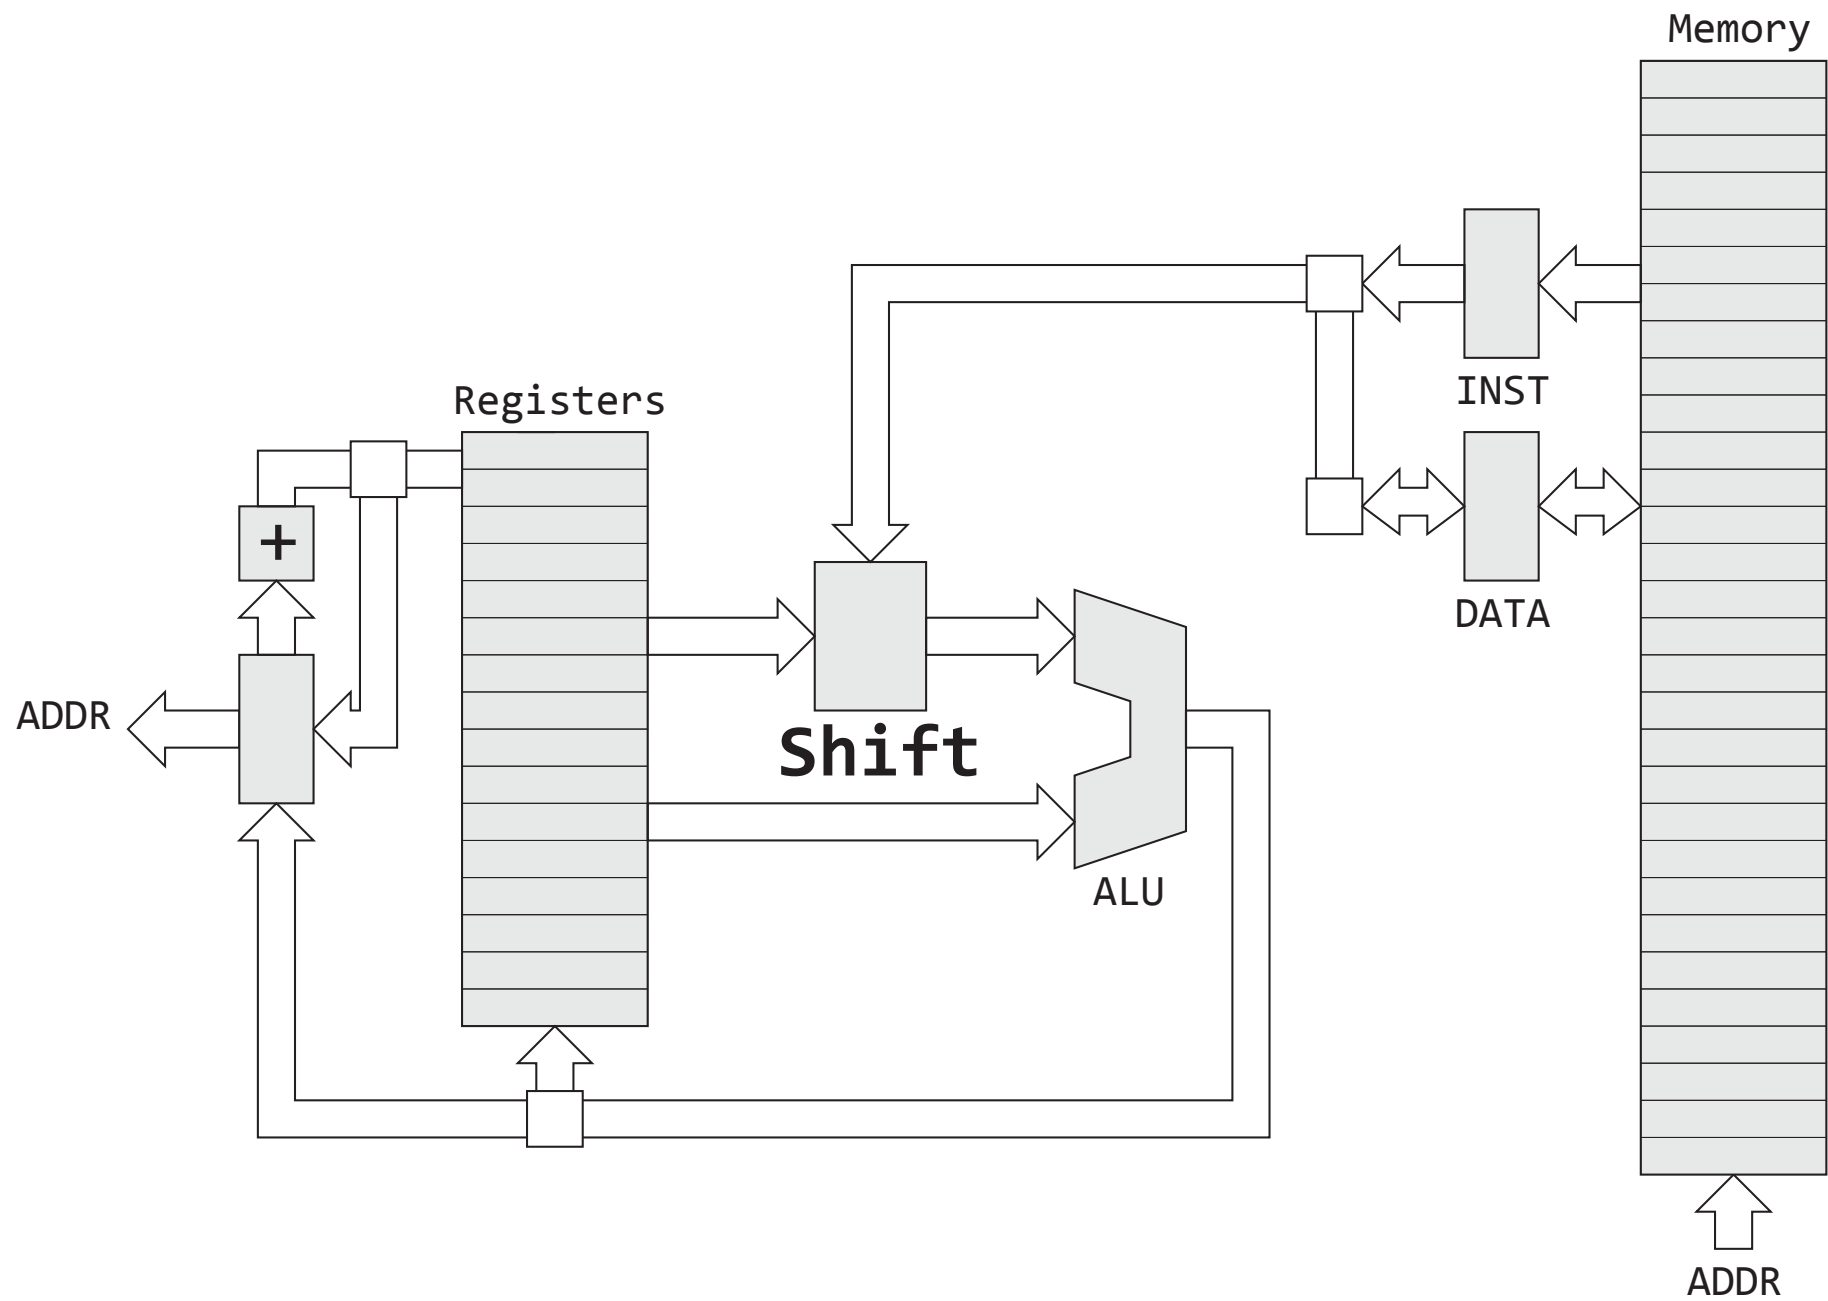 Memory
INST
Registers
+
DATA
ADDR
Shift
ALU
ADDR